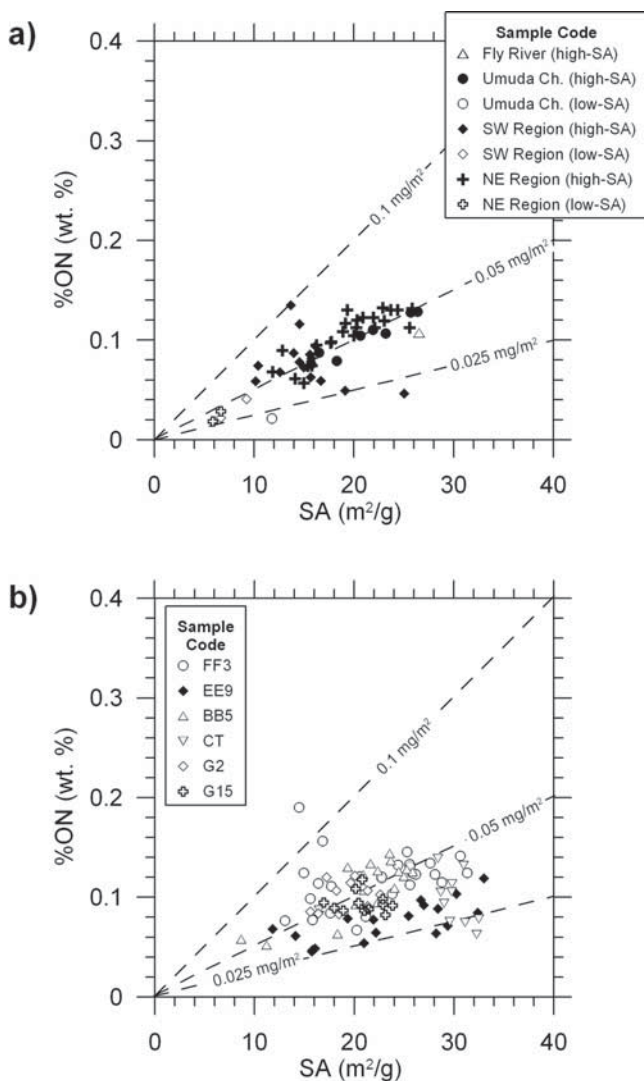 a)
0.4
0.3
0.2
0.1
0
%ON (wt. %)
0 10 20 30 40
SA (m²/g)
0.1 mg/m²
0.05 mg/m²
0.025 mg/m²
Sample Code
Fly River (high-SA)
Umuda Ch. (high-SA)
Umuda Ch. (low-SA)
SW Region (high-SA)
SW Region (low-SA)
NE Region (high-SA)
NE Region (low-SA)
b)
0.4
0.3
0.2
0.1
0
%ON (wt. %)
0 10 20 30 40
SA (m²/g)
0.1 mg/m²
0.05 mg/m²
0.025 mg/m²
Sample
Code
FF3
EE9
BB5
CT
G2
G15